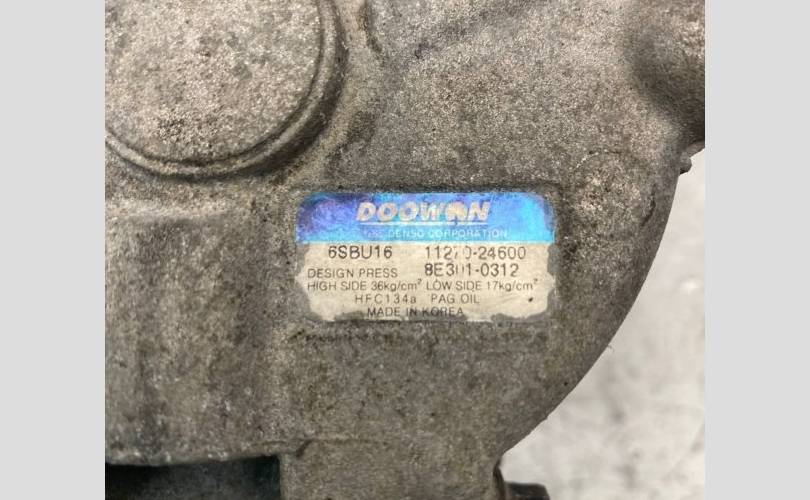 DOOWON
DENSO CORPORATION
6SBU16 11270-24600
DESIGN PRESS 8E301-0312
HIGH SIDE 36kg/cm² LOW SIDE 17kg/cm²
HFC134a PAG OIL
MADE IN KOREA